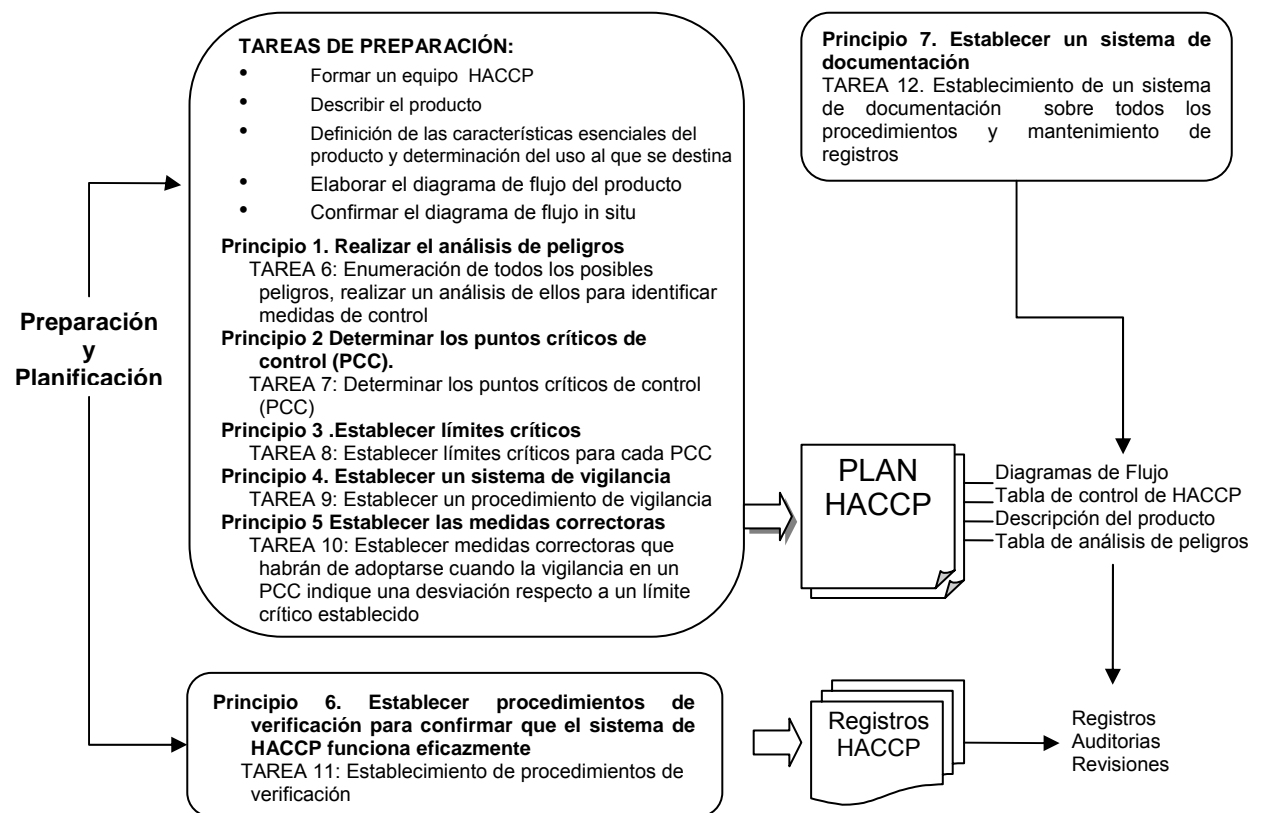 Preparación
y
Planificación
TAREAS DE PREPARACIÓN:
• Formar un equipo HACCP
• Describir el producto
• Definición de las características esenciales del
producto y determinación del uso al que se destina
• Elaborar el diagrama de flujo del producto
• Confirmar el diagrama de flujo in situ
Principio 1. Realizar el análisis de peligros
TAREA 6: Enumeración de todos los posibles
peligros, realizar un análisis de ellos para identificar
medidas de control
Principio 2 Determinar los puntos críticos de
control (PCC).
TAREA 7: Determinar los puntos críticos de control
(PCC)
Principio 3 .Establecer límites críticos
TAREA 8: Establecer límites críticos para cada PCC
Principio 4. Establecer un sistema de vigilancia
TAREA 9: Establecer un procedimiento de vigilancia
Principio 5 Establecer las medidas correctoras
TAREA 10: Establecer medidas correctoras que
habrán de adoptarse cuando la vigilancia en un
PCC indique una desviación respecto a un límite
crítico establecido
Principio 6. Establecer procedimientos de
verificación para confirmar que el sistema de
HACCP funciona eficazmente
TAREA 11: Establecimiento de procedimientos de
verificación
Principio 7. Establecer un sistema de
documentación
TAREA 12. Establecimiento de un sistema
de documentación sobre todos los
procedimientos y mantenimiento de
registros
PLAN
HACCP
Diagramas de Flujo
Tabla de control de HACCP
Descripción del producto
Tabla de análisis de peligros
Registros
HACCP
Registros
Auditorias
Revisiones